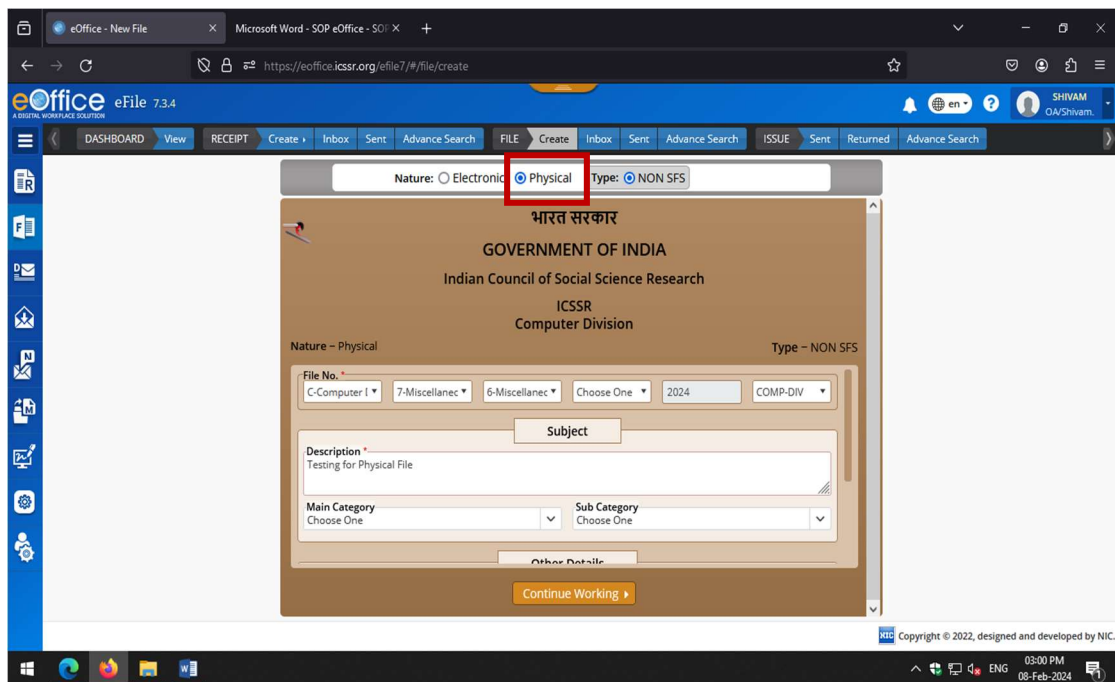 eOffice - New File
Microsoft Word - SOP eOffice - SOP
https://eoffice.icssr.org/efile7/#/file/create
eOffice eFile 7.3.4
A DIGITAL WORKPLACE SOLUTION
en
SHIVAM
OA/Shivam.
DASHBOARD View RECEIPT Create Inbox Sent Advance Search FILE Create Inbox Sent Advance Search ISSUE Sent Returned Advance Search
Nature: Electronic Physical Type: NON SFS
भारत सरकार
GOVERNMENT OF INDIA
Indian Council of Social Science Research
ICSSR
Computer Division
Nature – Physical Type – NON SFS
File No. *
C-Computer 7-Miscellanec 6-Miscellanec Choose One 2024 COMP-DIV
Subject
Description *
Testing for Physical File
Main Category Sub Category
Choose One Choose One
Other Details
Continue Working
NIC Copyright © 2022, designed and developed by NIC.
ENG
03:00 PM
08-Feb-2024